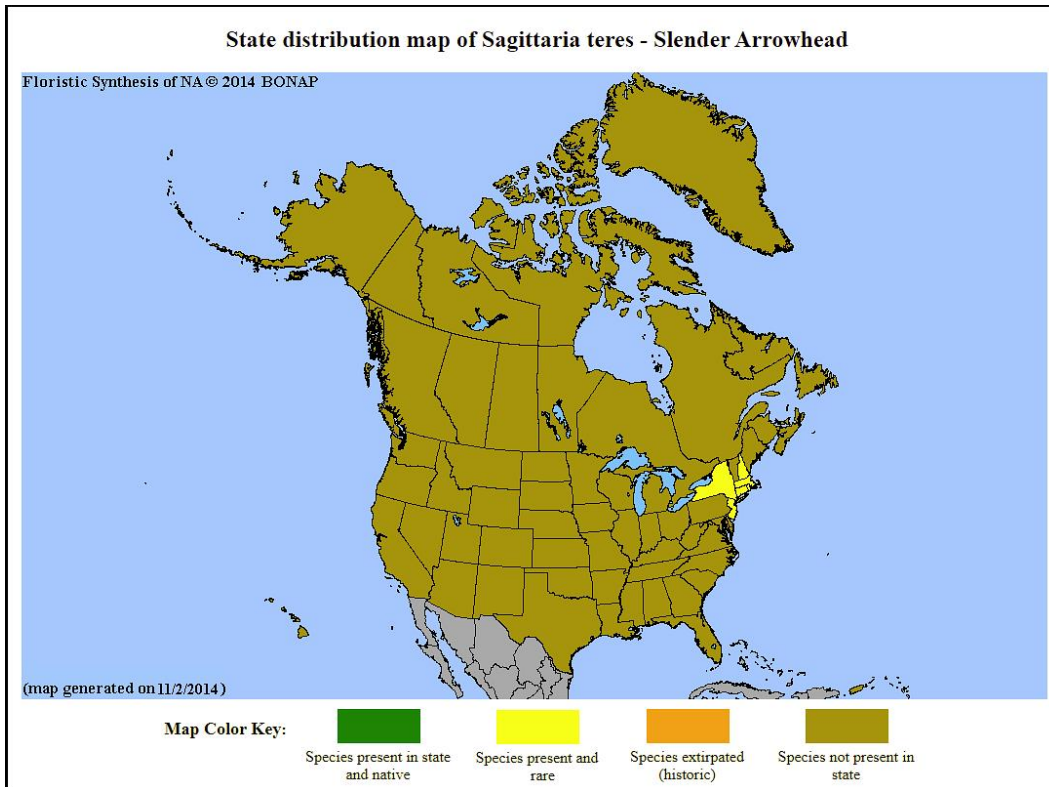 State distribution map of Sagittaria teres - Slender Arrowhead
Floristic Synthesis of NA © 2014 BONAP
(map generated on 11/2/2014)
Map Color Key:
Species present in state
and native
Species present and
rare
Species extirpated
(historic)
Species not present in
state